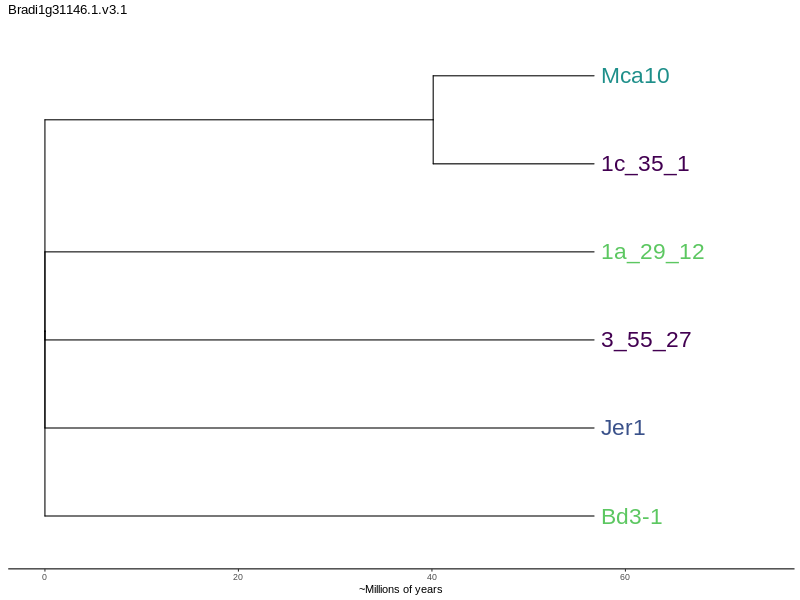 Bradi1g31146.1.v3.1
Mca10
1c_35_1
1a_29_12
3_55_27
Jer1
Bd3-1
0 20 40 60
~Millions of years